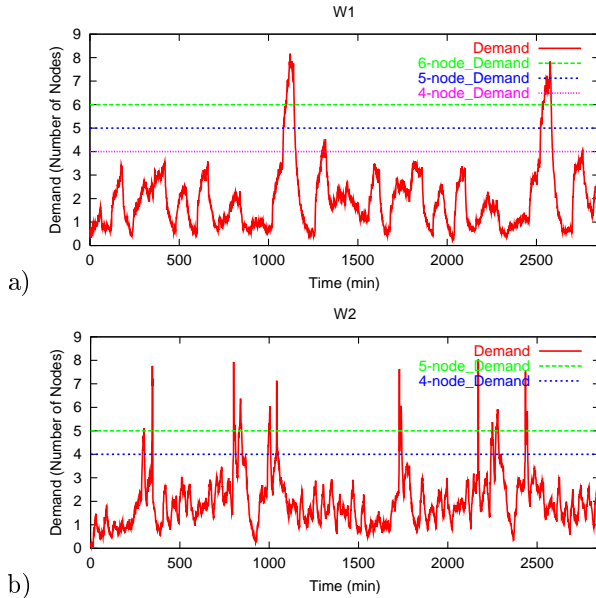 W1
9
8
7
6
5
4
3
2
1
0
Demand (Number of Nodes)
Demand
6-node_Demand
5-node_Demand
4-node_Demand
0 500 1000 1500 2000 2500
Time (min)
a)
W2
9
8
7
6
5
4
3
2
1
0
Demand (Number of Nodes)
Demand
5-node_Demand
4-node_Demand
0 500 1000 1500 2000 2500
Time (min)
b)